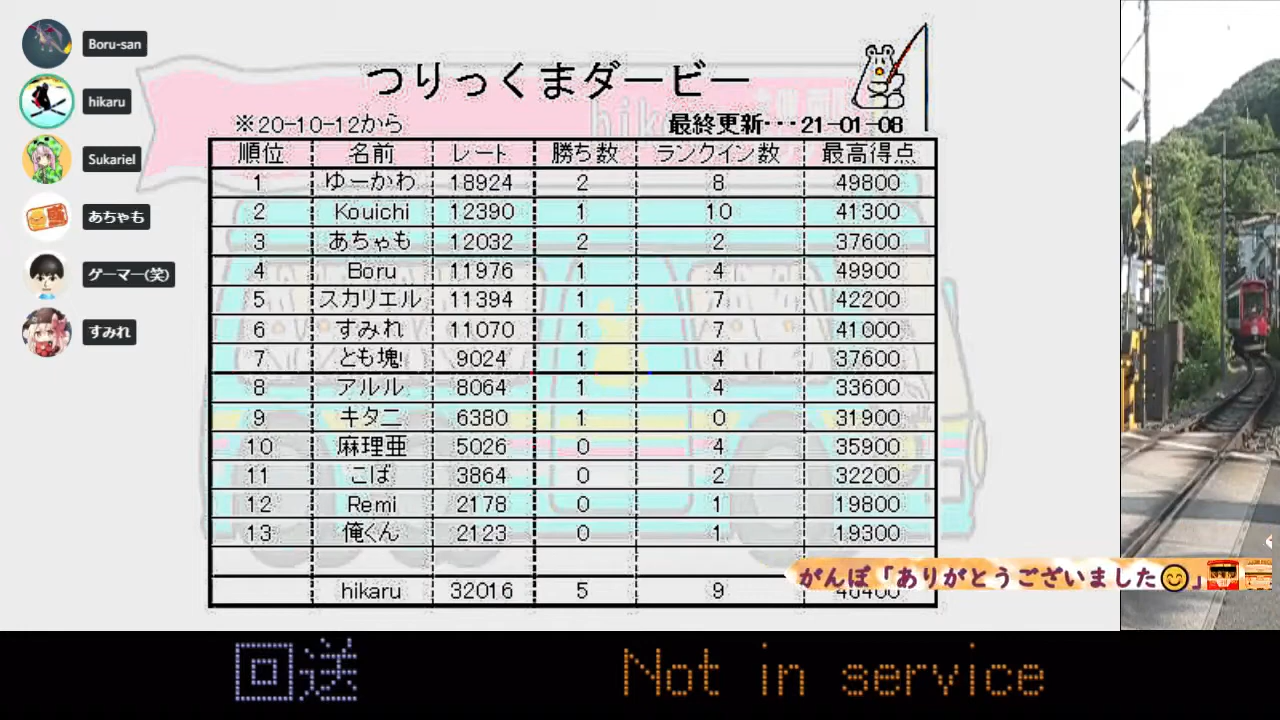 Boru-san
hikaru
Sukariel
あちゃも
ゲーマー(笑)
すみれ
つりっくまダービー
※20-10-12から 最終更新･･･21-01-08
順位 名前 レート 勝ち数 ランクイン数 最高得点
1 ゆーかわ 18924 2 8 49800
2 Kouichi 12390 1 10 41300
3 あちゃも 12032 2 2 37600
4 Boru 11976 1 4 49900
5 スカリエル 11394 1 7 42200
6 すみれ 11070 1 7 41000
7 とも塊! 9024 1 4 37600
8 アルル 8064 1 4 33600
9 キタニ 6380 1 0 31900
10 麻理亜 5026 0 4 35900
11 こば 3864 0 2 32200
12 Remi 2178 0 1 19800
13 俺くん 2123 0 1 19300
hikaru 32016 5 9
がんぽ「ありがとうございました😊」
回送 Not in service